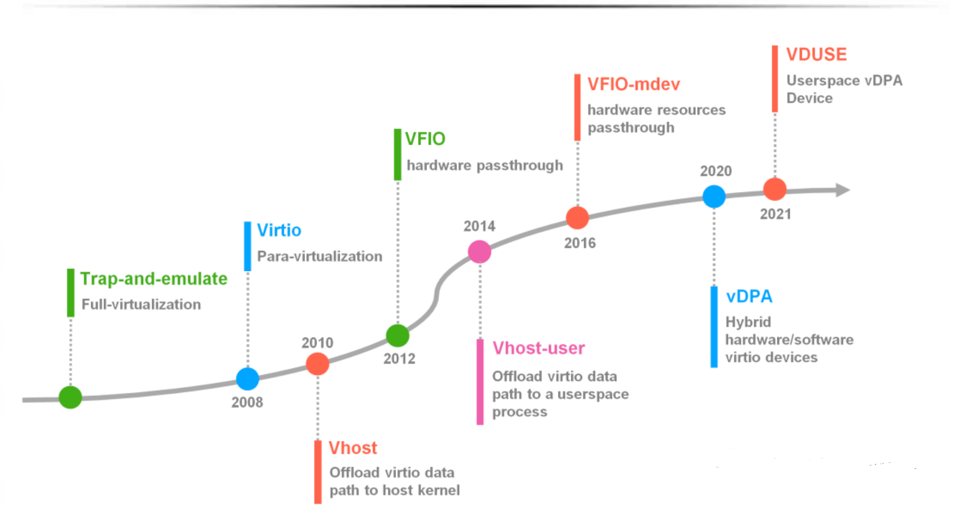 Trap-and-emulate
Full-virtualization
Virtio
Para-virtualization
2008
2010
Vhost
Offload virtio data
path to host kernel
VFIO
hardware passthrough
2012
2014
Vhost-user
Offload virtio data
path to a userspace
process
VFIO-mdev
hardware resources
passthrough
2016
2020
vDPA
Hybrid
hardware/software
virtio devices
VDUSE
Userspace vDPA
Device
2021